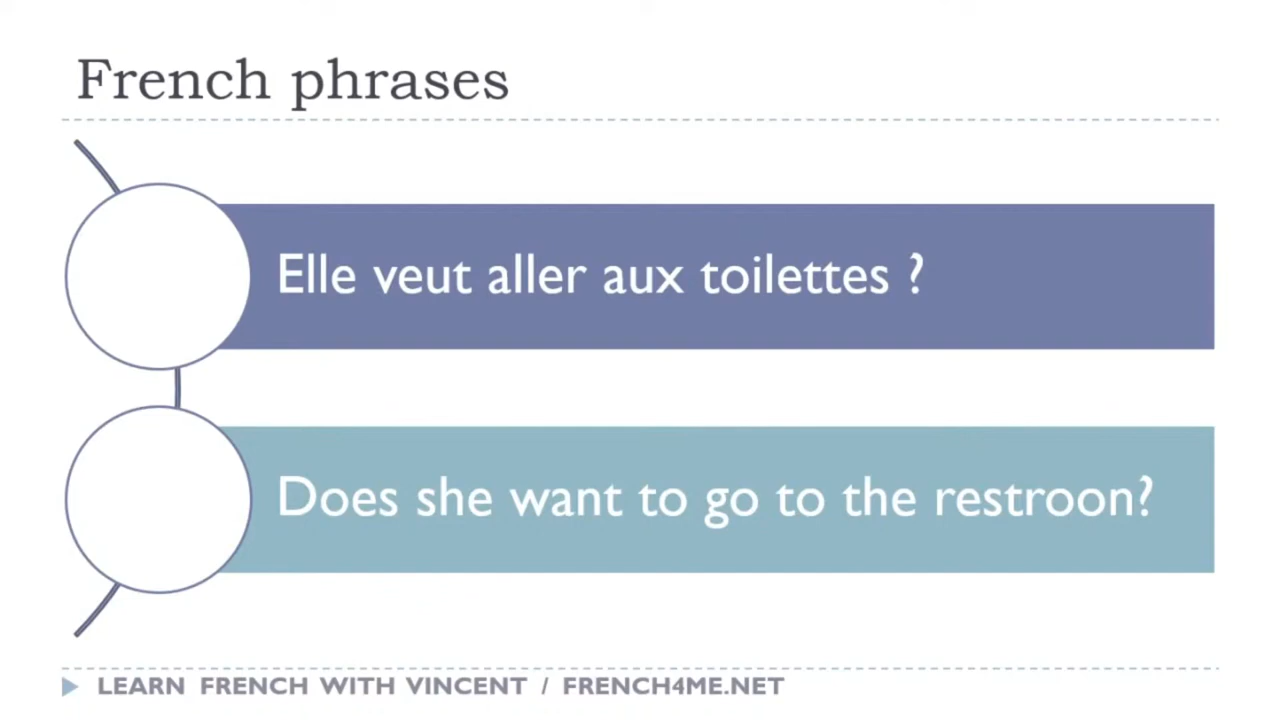 French phrases
Elle veut aller aux toilettes ?
Does she want to go to the restroon?
LEARN FRENCH WITH VINCENT / FRENCH4ME.NET